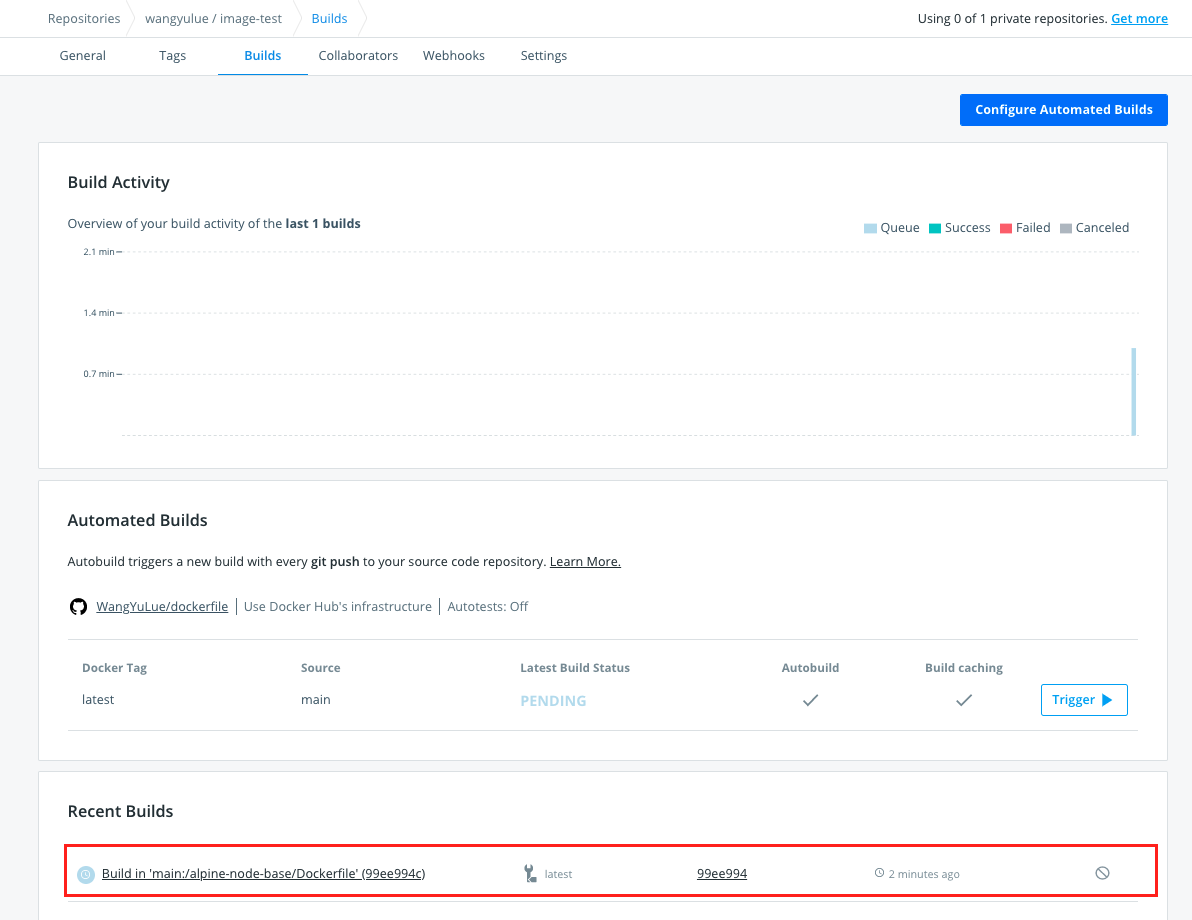 Repositories wangyulue / image-test Builds Using 0 of 1 private repositories. Get more
General Tags Builds Collaborators Webhooks Settings
Configure Automated Builds
Build Activity
Overview of your build activity of the last 1 builds
Queue Success Failed Canceled
2.1 min
1.4 min
0.7 min
Automated Builds
Autobuild triggers a new build with every git push to your source code repository. Learn More.
WangYuLue/dockerfile Use Docker Hub's infrastructure Autotests: Off
Docker Tag Source Latest Build Status Autobuild Build caching
latest main PENDING Trigger
Recent Builds
Build in 'main:/alpine-node-base/Dockerfile' (99ee994c) latest 99ee994 2 minutes ago